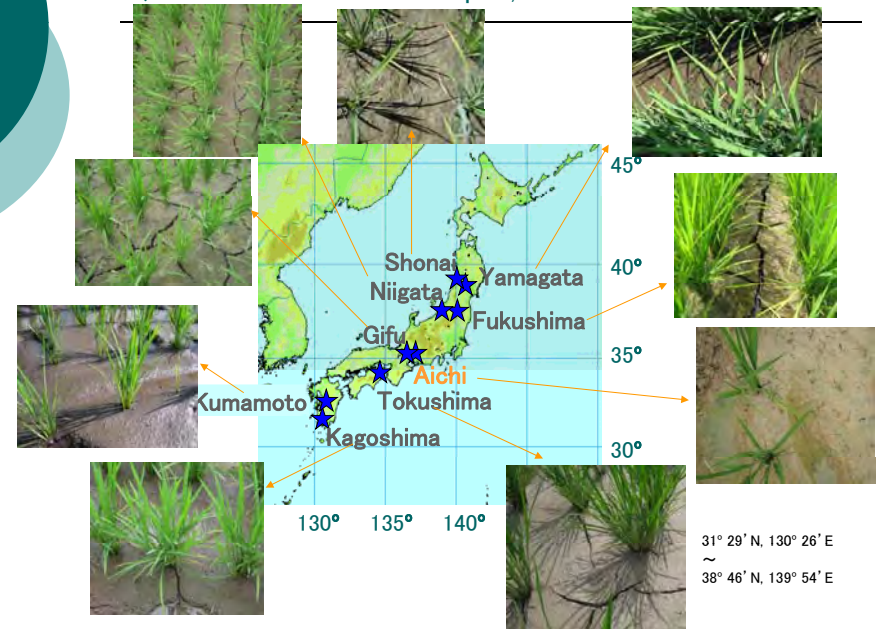 45°
Shonai
Yamagata
40°
Niigata
Fukushima
Gifu
35°
Aichi
Kumamoto
Tokushima
Kagoshima
30°
130°
135°
140°
31° 29’ N, 130° 26’ E
～
38° 46’ N, 139° 54’ E